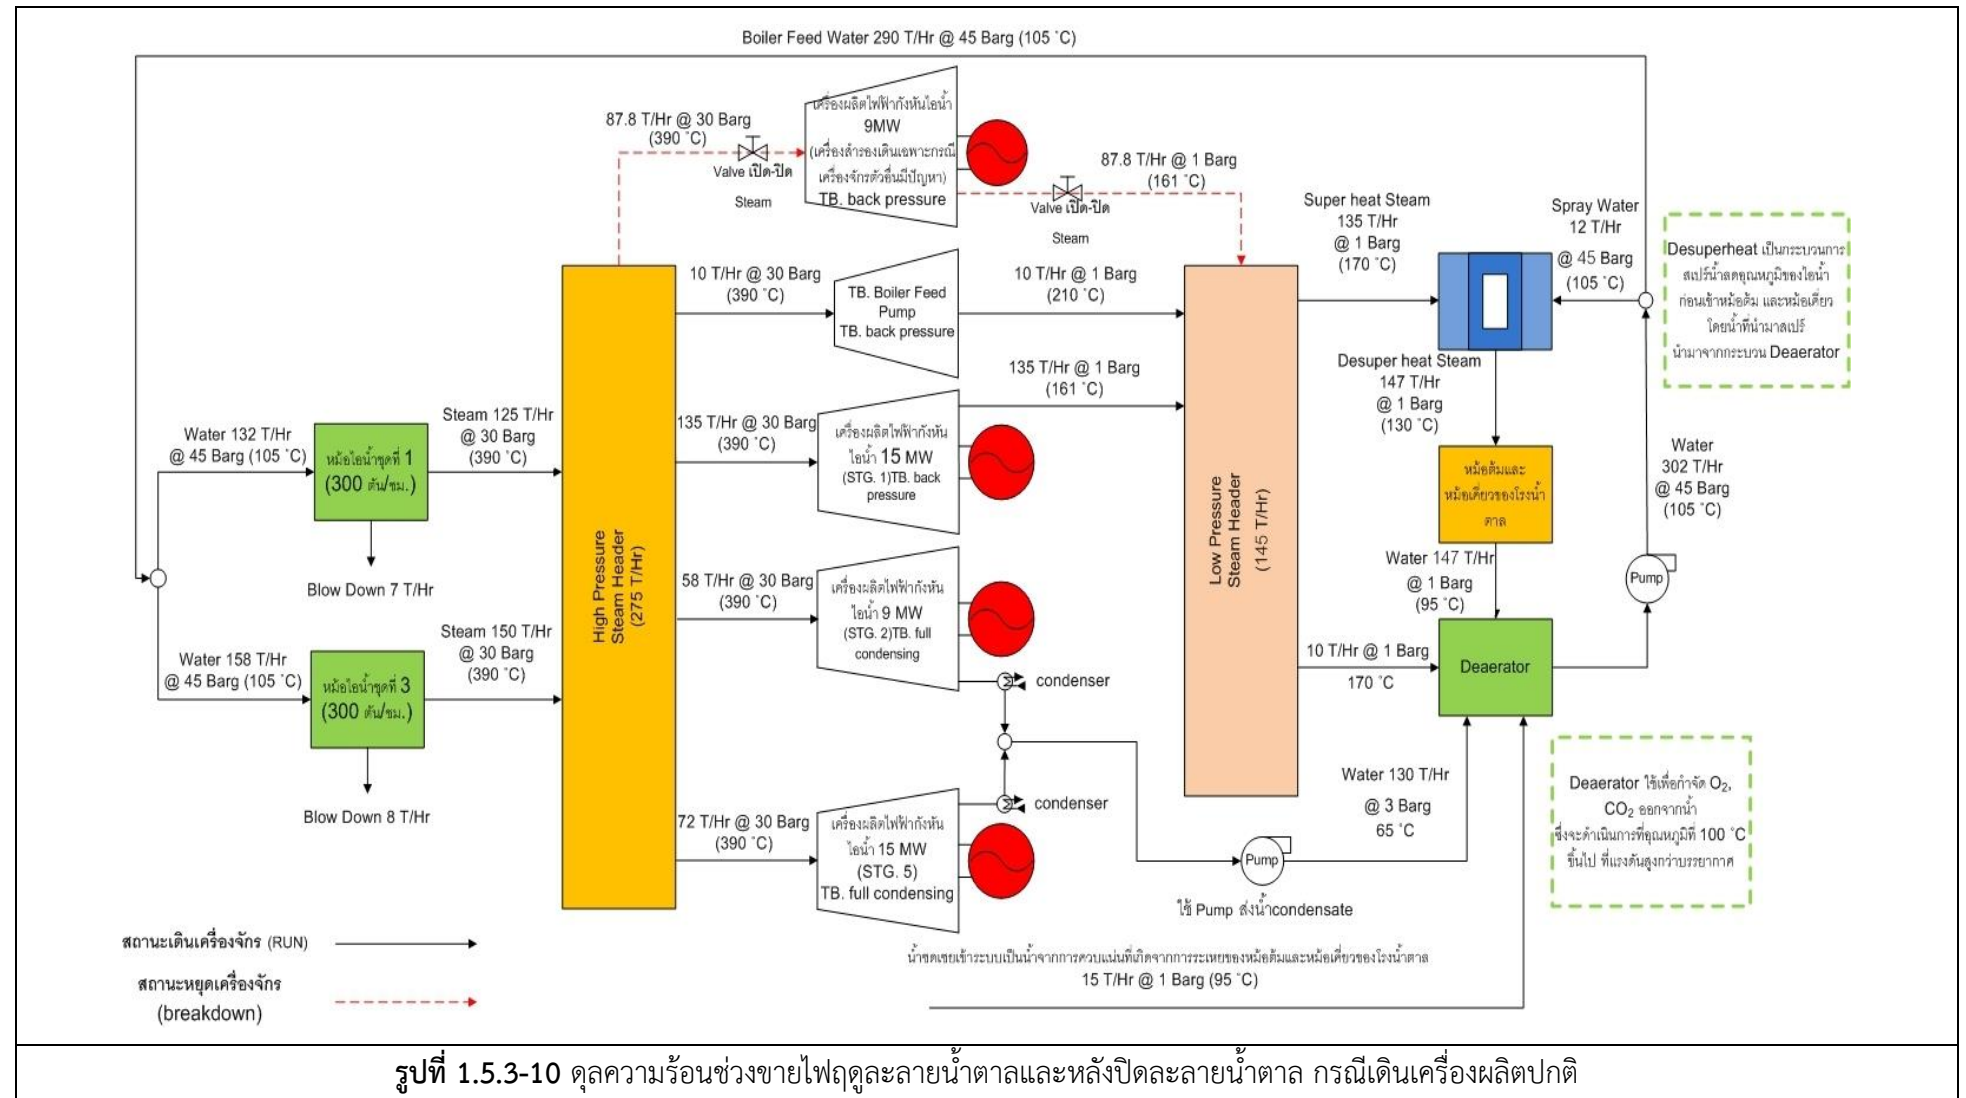 Boiler Feed Water 290 T/Hr @ 45 Barg (105 ˚C)
87.8 T/Hr @ 30 Barg
(390 ˚C)
Valve เปิด-ปิด
Steam
เครื่องผลิตไฟฟ้ากังหันไอน้ำ
9MW
(เครื่องสำรองเดินเฉพาะกรณี
เครื่องจักรตัวอื่นมีปัญหา)
TB. back pressure
87.8 T/Hr @ 1 Barg
(161 ˚C)
Valve เปิด-ปิด
Steam
Super heat Steam
135 T/Hr
@ 1 Barg
(170 ˚C)
Spray Water
12 T/Hr
@ 45 Barg
(105 ˚C)
Desuperheat เป็นกระบวนการ
สเปร์น้ำลดอุณหภูมิของไอน้ำ
ก่อนเข้าหม้อต้ม และหม้อเคี่ยว
โดยน้ำที่นำมาสเปร์
นำมาจากกระบวน Deaerator
10 T/Hr @ 30 Barg
(390 ˚C)
TB. Boiler Feed
Pump
TB. back pressure
10 T/Hr @ 1 Barg
(210 ˚C)
135 T/Hr @ 1 Barg
(161 ˚C)
Desuper heat Steam
147 T/Hr
@ 1 Barg
(130 ˚C)
Water 132 T/Hr
@ 45 Barg (105 ˚C)
หม้อไอน้ำชุดที่ 1
(300 ตัน/ชม.)
Steam 125 T/Hr
@ 30 Barg
(390 ˚C)
Blow Down 7 T/Hr
135 T/Hr @ 30 Barg
(390 ˚C)
เครื่องผลิตไฟฟ้ากังหัน
ไอน้ำ 15 MW
(STG. 1)TB. back
pressure
หม้อต้มและ
หม้อเคี่ยวของโรงน้ำ
ตาล
Water
302 T/Hr
@ 45 Barg
(105 ˚C)
High Pressure
Steam Header
(275 T/Hr)
Low Pressure
Steam Header
(145 T/Hr)
58 T/Hr @ 30 Barg
(390 ˚C)
เครื่องผลิตไฟฟ้ากังหัน
ไอน้ำ 9 MW
(STG. 2)TB. full
condensing
condenser
Water 147 T/Hr
@ 1 Barg
(95 ˚C)
Pump
Water 158 T/Hr
@ 45 Barg (105 ˚C)
หม้อไอน้ำชุดที่ 3
(300 ตัน/ชม.)
Steam 150 T/Hr
@ 30 Barg
(390 ˚C)
Blow Down 8 T/Hr
10 T/Hr @ 1 Barg
170 ˚C
Deaerator
72 T/Hr @ 30 Barg
(390 ˚C)
เครื่องผลิตไฟฟ้ากังหัน
ไอน้ำ 15 MW
(STG. 5)
TB. full condensing
condenser
Water 130 T/Hr
@ 3 Barg
65 ˚C
Pump
ใช้ Pump ส่งน้ำcondensate
Deaerator ใช้เพื่อกำจัด O₂,
CO₂ ออกจากน้ำ
ซึ่งจะดำเนินการที่อุณหภูมิที่ 100 ˚C
ขึ้นไป ที่แรงดันสูงกว่าบรรยากาศ
สถานะเดินเครื่องจักร (RUN)
สถานะหยุดเครื่องจักร
(breakdown)
น้ำชดเชยเข้าระบบเป็นน้ำจากการควบแน่นที่เกิดจากการระเหยของหม้อต้มและหม้อเคี่ยวของโรงน้ำตาล
15 T/Hr @ 1 Barg (95 ˚C)
รูปที่ 1.5.3-10 ดุลความร้อนช่วงขายไฟฤดูละลายน้ำตาลและหลังปิดละลายน้ำตาล กรณีเดินเครื่องผลิตปกติ